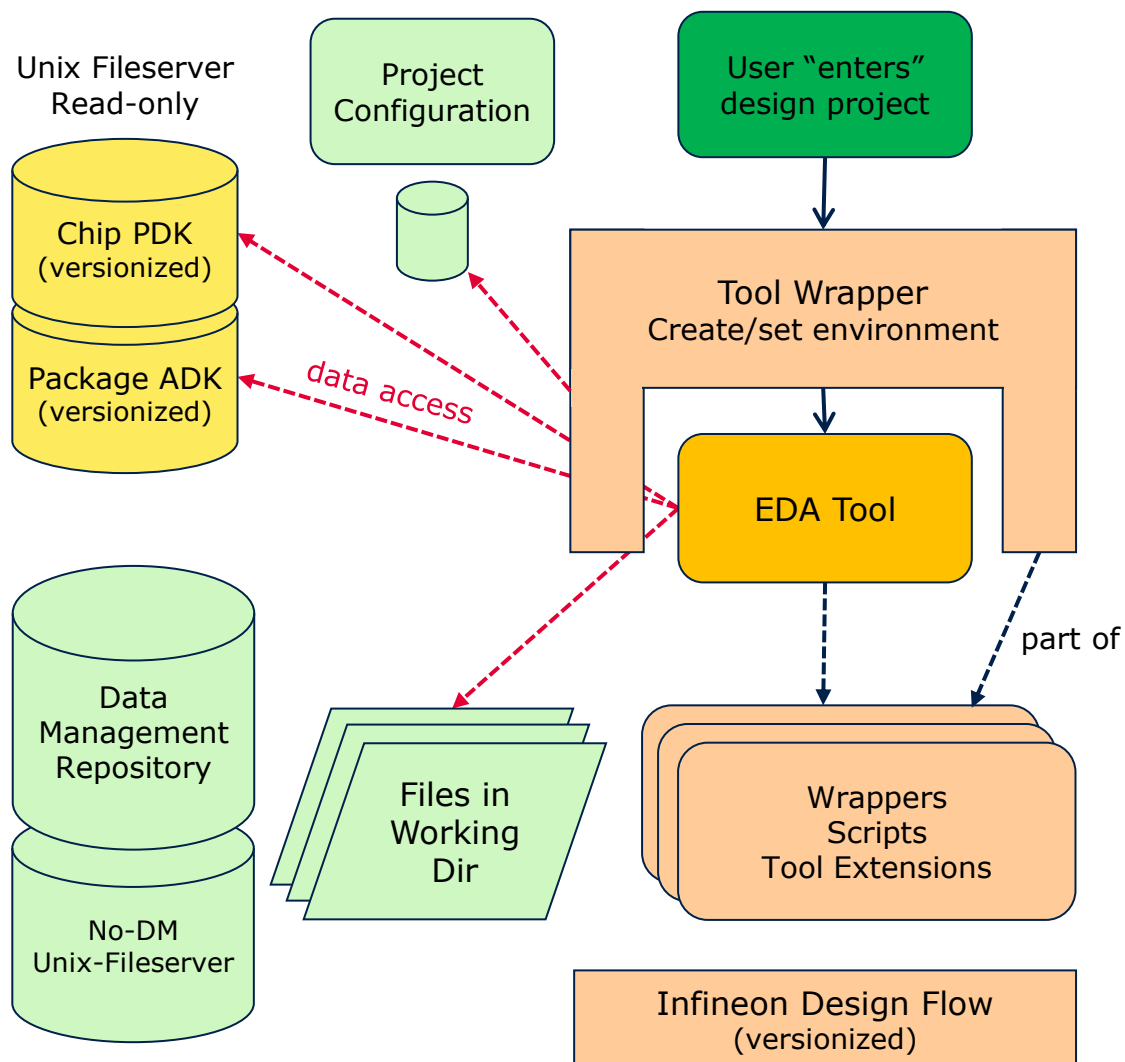 Unix Fileserver
Read-only
Project
Configuration
User “enters”
design project
Chip PDK
(versionized)
Package ADK
(versionized)
data access
Tool Wrapper
Create/set environment
EDA Tool
part of
Data
Management
Repository
No-DM
Unix-Fileserver
Files in
Working
Dir
Wrappers
Scripts
Tool Extensions
Infineon Design Flow
(versionized)